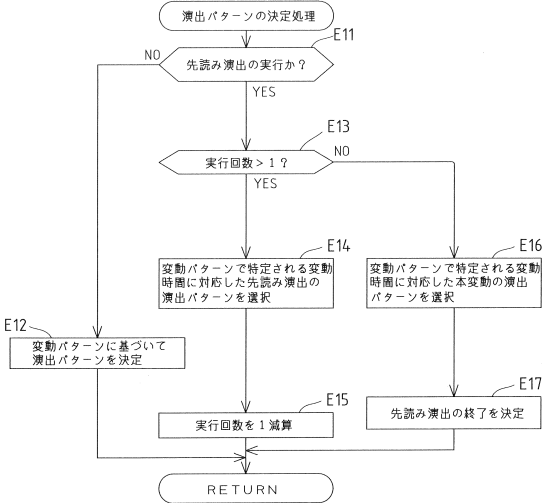 演出パターンの決定処理
E11
先読み演出の実行か？
NO
YES
E13
実行回数＞１？
NO
YES
E14
変動パターンで特定される変動
時間に対応した先読み演出の
演出パターンを選択
E16
変動パターンで特定される変動
時間に対応した本変動の演出
パターンを選択
E12
変動パターンに基づいて
演出パターンを決定
E15
実行回数を１減算
E17
先読み演出の終了を決定
RETURN